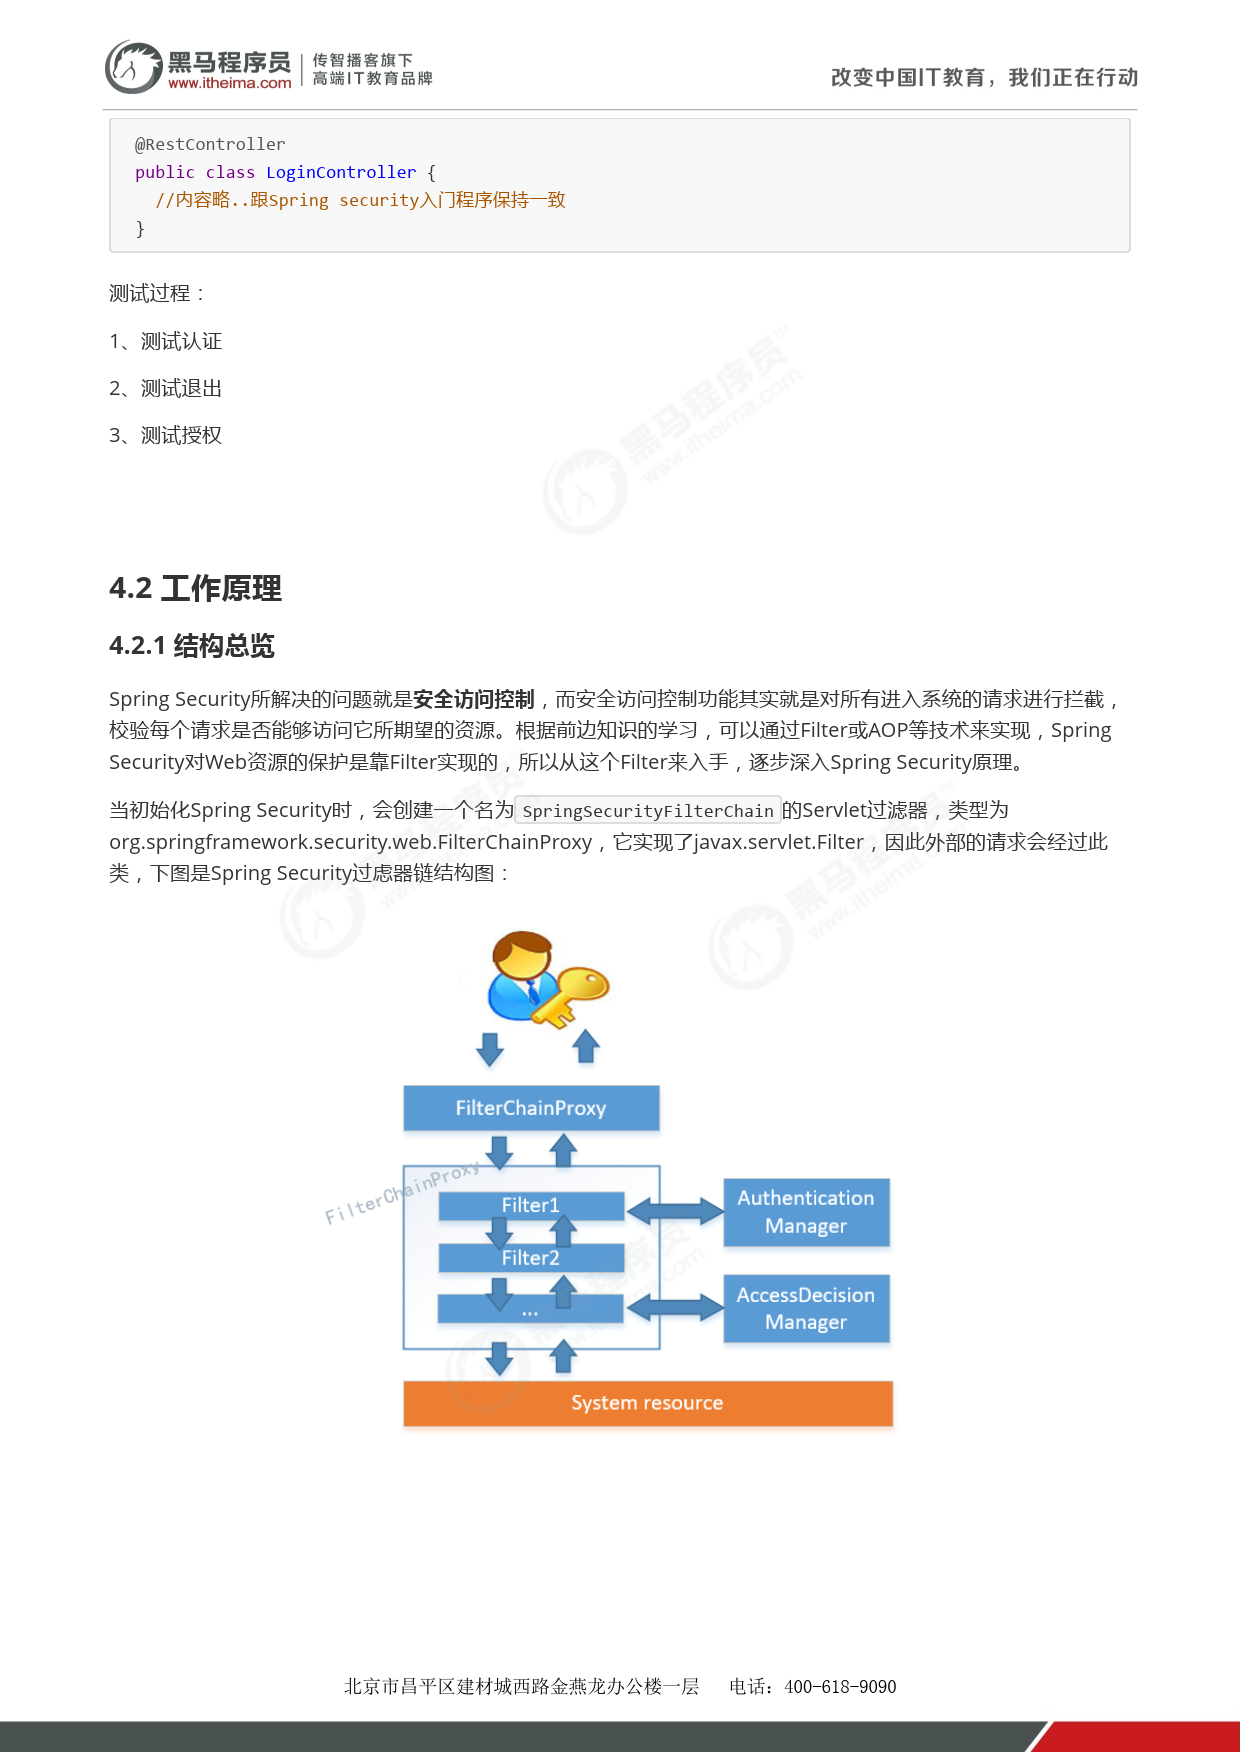 黑马程序员
www.itheima.com
传智播客旗下
高端IT教育品牌
改变中国IT教育，我们正在行动
@RestController
public class LoginController {
//内容略..跟Spring security入门程序保持一致
}
测试过程：
1、测试认证
2、测试退出
3、测试授权
4.2 工作原理
4.2.1 结构总览
Spring Security所解决的问题就是安全访问控制，而安全访问控制功能其实就是对所有进入系统的请求进行拦截，
校验每个请求是否能够访问它所期望的资源。根据前边知识的学习，可以通过Filter或AOP等技术来实现，Spring
Security对Web资源的保护是靠Filter实现的，所以从这个Filter来入手，逐步深入Spring Security原理。
当初始化Spring Security时，会创建一个名为 SpringSecurityFilterChain 的Servlet过滤器，类型为
org.springframework.security.web.FilterChainProxy，它实现了javax.servlet.Filter，因此外部的请求会经过此
类，下图是Spring Security过虑器链结构图：
FilterChainProxy
FilterChainProxy
Filter1
Authentication
Manager
Filter2
...
AccessDecision
Manager
System resource
北京市昌平区建材城西路金燕龙办公楼一层 电话：400-618-9090